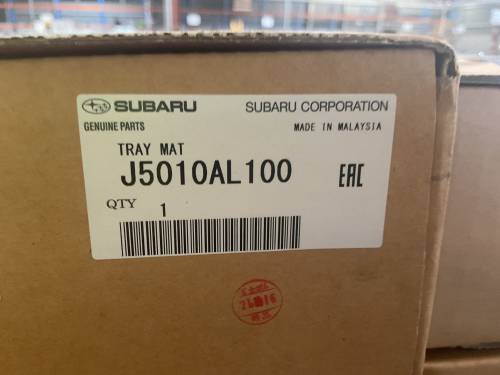 SUBARU SUBARU CORPORATION
GENUINE PARTS MADE IN MALAYSIA
TRAY MAT
J5010AL100 EAC
QTY 1